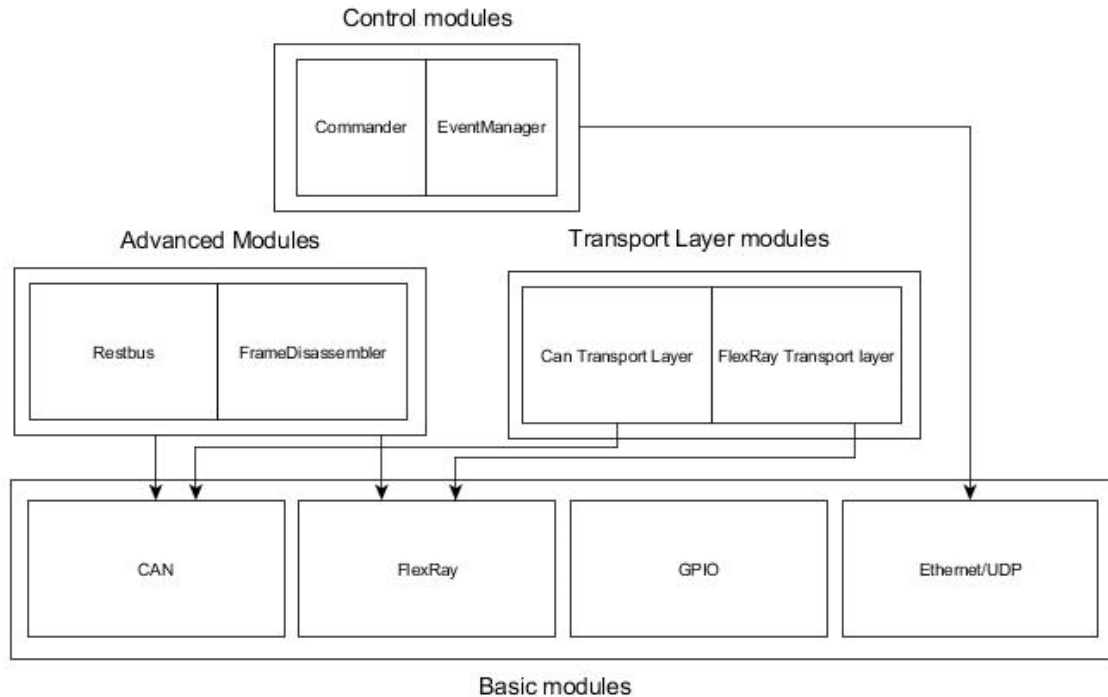 Control modules
Commander
EventManager
Advanced Modules
Transport Layer modules
Restbus
FrameDisassembler
Can Transport Layer
FlexRay Transport layer
CAN
FlexRay
GPIO
Ethernet/UDP
Basic modules